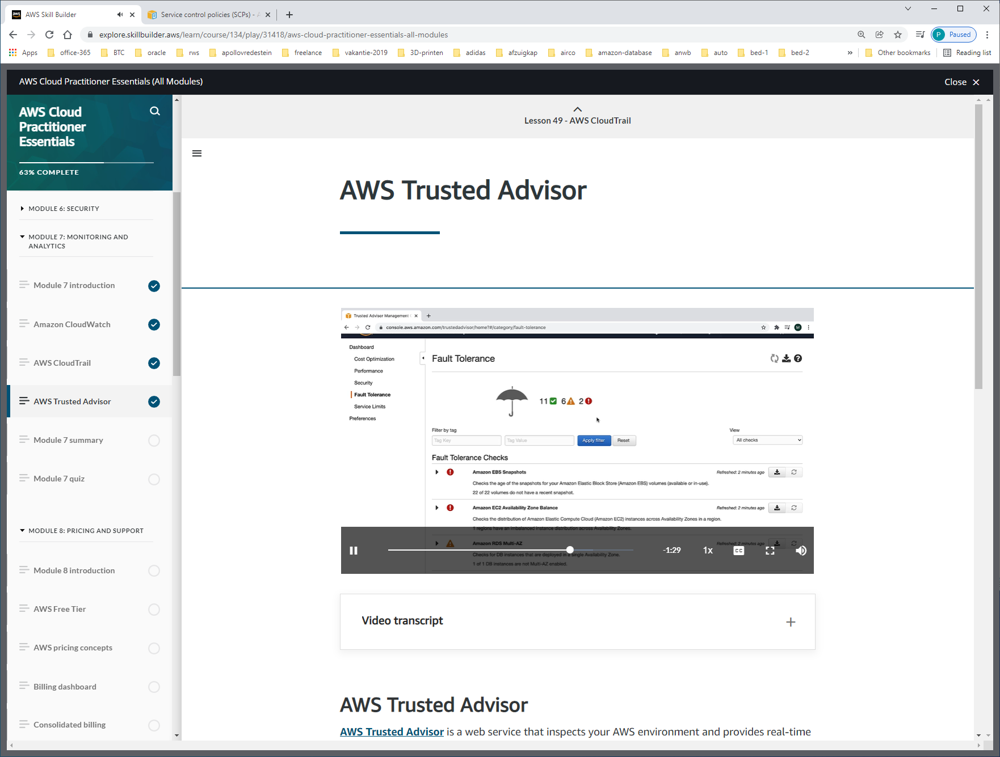 AWS Skill Builder
Service control policies (SCPs) - A
explore.skillbuilder.aws/learn/course/134/play/31418/aws-cloud-practitioner-essentials-all-modules
P Paused
Apps office-365 BTC oracle rws apollovredestein freelance vakantie-2019 3D-printen adidas afzuigkap airco amazon-database anwb auto bed-1 bed-2 » Other bookmarks Reading list
AWS Cloud Practitioner Essentials (All Modules)
Close
AWS Cloud
Practitioner
Essentials
63% COMPLETE
MODULE 6: SECURITY
MODULE 7: MONITORING AND
ANALYTICS
Module 7 introduction
Amazon CloudWatch
AWS CloudTrail
AWS Trusted Advisor
Module 7 summary
Module 7 quiz
MODULE 8: PRICING AND SUPPORT
Module 8 introduction
AWS Free Tier
AWS pricing concepts
Billing dashboard
Consolidated billing
Lesson 49 - AWS CloudTrail
AWS Trusted Advisor
Trusted Advisor Management
console.aws.amazon.com/trustedadvisor/home?#/category/fault-tolerance
M
Dashboard
Cost Optimization
Performance
Security
Fault Tolerance
Service Limits
Preferences
Fault Tolerance
11 6 2
Filter by tag
View
Tag Key
Tag Value
Apply filter
Reset
All checks
Fault Tolerance Checks
Amazon EBS Snapshots
Refreshed: 2 minutes ago
Checks the age of the snapshots for your Amazon Elastic Block Store (Amazon EBS) volumes (available or in-use).
22 of 22 volumes do not have a recent snapshot.
Amazon EC2 Availability Zone Balance
Refreshed: 2 minutes ago
Checks the distribution of Amazon Elastic Compute Cloud (Amazon EC2) instances across Availability Zones in a region.
1 regions have an imbalanced instance distribution across Availability Zones.
Amazon RDS Multi-AZ
Refreshed: 2 minutes ago
Checks for DB instances that are deployed in a single Availability Zone.
1 of 1 DB instances are not Multi-AZ enabled.
-1:29
1x
CC
Video transcript
AWS Trusted Advisor
AWS Trusted Advisor is a web service that inspects your AWS environment and provides real-time